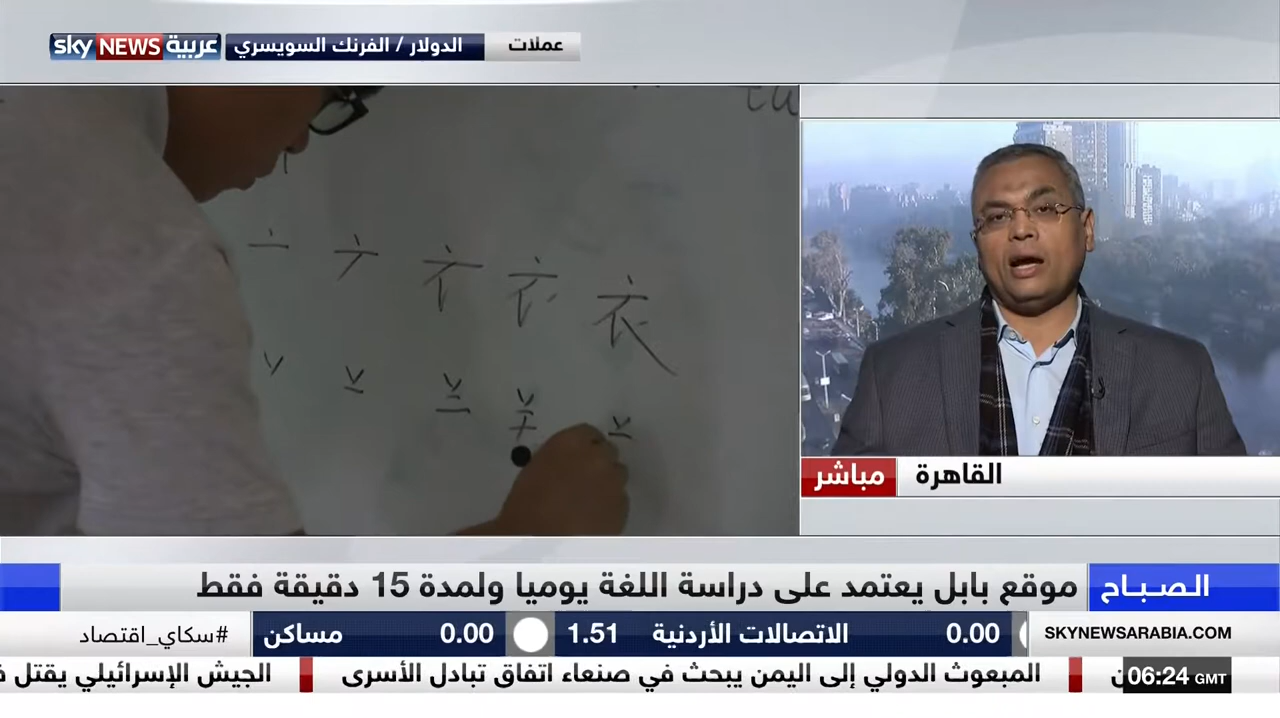 sky NEWS عربية
الدولار / الفرنك السويسري
عملات
衣
القاهرة
مباشر
الصباح
موقع بابل يعتمد على دراسة اللغة يوميا ولمدة 15 دقيقة فقط
SKYNEWSARABIA.COM
0.00
الاتصالات الأردنية 1.51 0.00
مساكن
#سكاي_اقتصاد
06:24 GMT
المبعوث الدولي إلى اليمن يبحث في صنعاء اتفاق تبادل الأسرى
الجيش الإسرائيلي يقتل